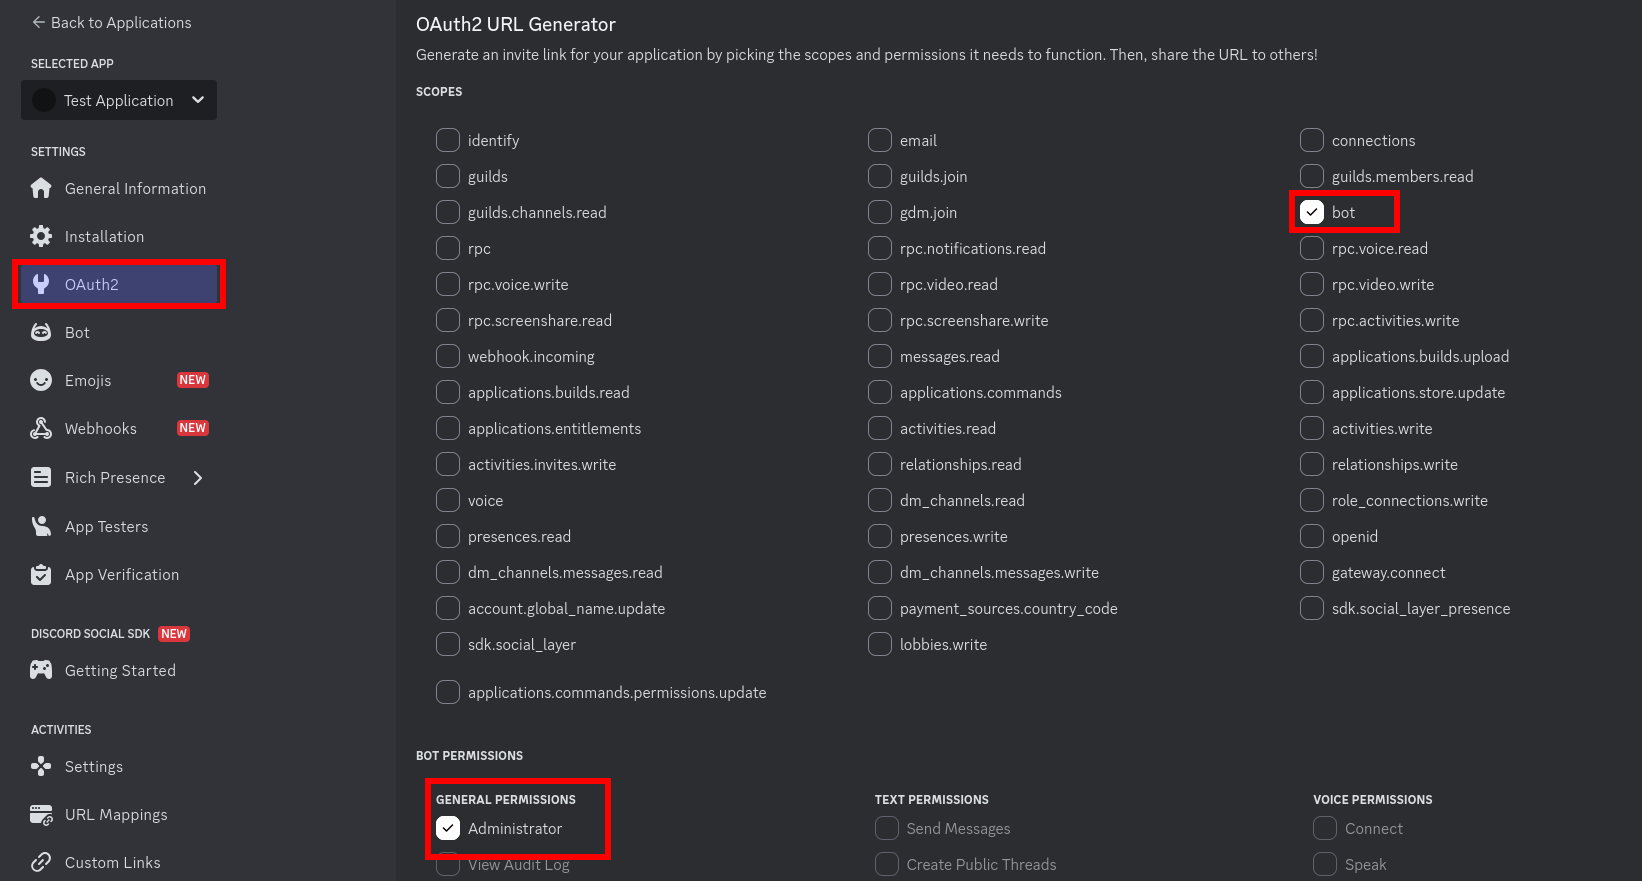 Back to Applications
SELECTED APP
Test Application
SETTINGS
General Information
Installation
OAuth2
Bot
Emojis NEW
Webhooks NEW
Rich Presence
App Testers
App Verification
DISCORD SOCIAL SDK NEW
Getting Started
ACTIVITIES
Settings
URL Mappings
Custom Links
OAuth2 URL Generator
Generate an invite link for your application by picking the scopes and permissions it needs to function. Then, share the URL to others!
SCOPES
identify email connections
guilds guilds.join guilds.members.read
guilds.channels.read gdm.join bot
rpc rpc.notifications.read rpc.voice.read
rpc.voice.write rpc.video.read rpc.video.write
rpc.screenshare.read rpc.screenshare.write rpc.activities.write
webhook.incoming messages.read applications.builds.upload
applications.builds.read applications.commands applications.store.update
applications.entitlements activities.read activities.write
activities.invites.write relationships.read relationships.write
voice dm_channels.read role_connections.write
presences.read presences.write openid
dm_channels.messages.read dm_channels.messages.write gateway.connect
account.global_name.update payment_sources.country_code sdk.social_layer_presence
sdk.social_layer lobbies.write
applications.commands.permissions.update
BOT PERMISSIONS
GENERAL PERMISSIONS TEXT PERMISSIONS VOICE PERMISSIONS
Administrator Send Messages Connect
View Audit Log Create Public Threads Speak